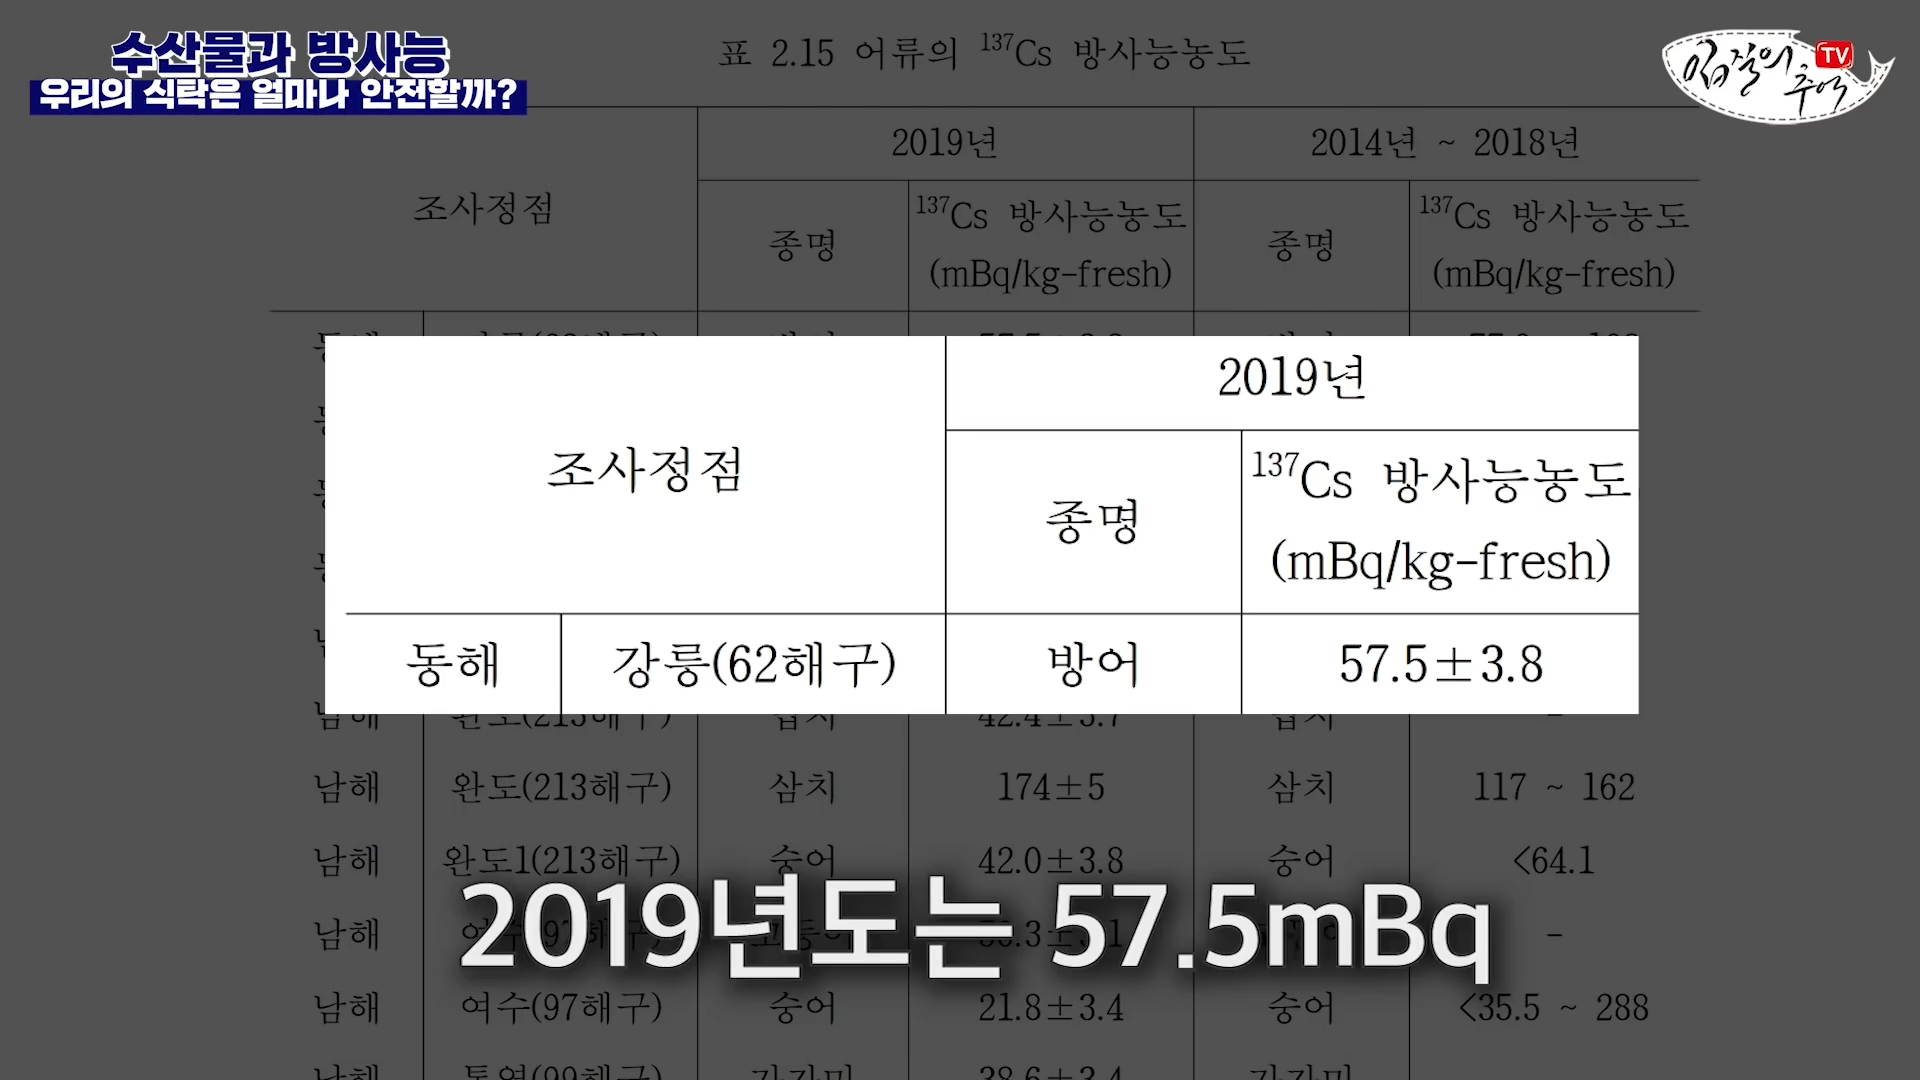 수산물과 방사능
우리의 식탁은 얼마나 안전할까?
표 2.15 어류의 ¹³⁷Cs 방사능농도
입질의 추억 TV
조사정점
2019년
2014년 ~ 2018년
종명
¹³⁷Cs 방사능농도
(mBq/kg-fresh)
종명
¹³⁷Cs 방사능농도
(mBq/kg-fresh)
조사정점
2019년
종명
¹³⁷Cs 방사능농도
(mBq/kg-fresh)
동해 강릉(62해구) 방어 57.5±3.8
남해 완도(213해구) 삼치 174±5 삼치 117 ~ 162
남해 완도1(213해구) 숭어 42.0±3.8 숭어 <64.1
남해 -
2019년도는 57.5mBq
남해 여수(97해구) 숭어 21.8±3.4 숭어 <35.5 ~ 288